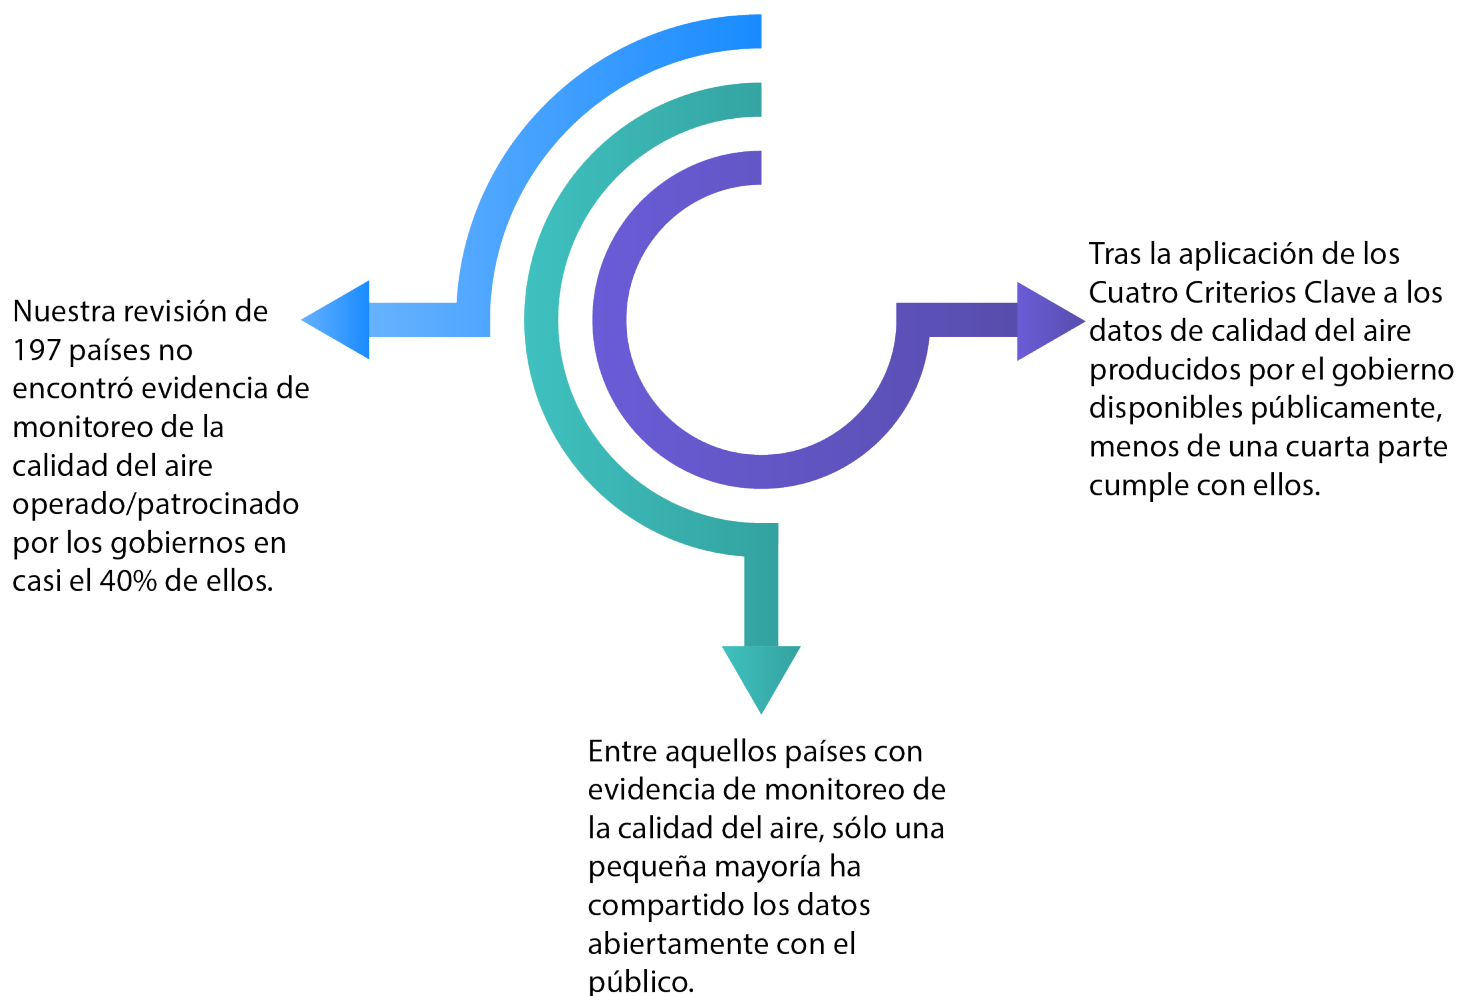 Nuestra revisión de
197 países no
encontró evidencia de
monitoreo de la
calidad del aire
operado/patrocinado
por los gobiernos en
casi el 40% de ellos.
Entre aquellos países con
evidencia de monitoreo de
la calidad del aire, sólo una
pequeña mayoría ha
compartido los datos
abiertamente con el
público.
Tras la aplicación de los
Cuatro Criterios Clave a los
datos de calidad del aire
producidos por el gobierno
disponibles públicamente,
menos de una cuarta parte
cumple con ellos.